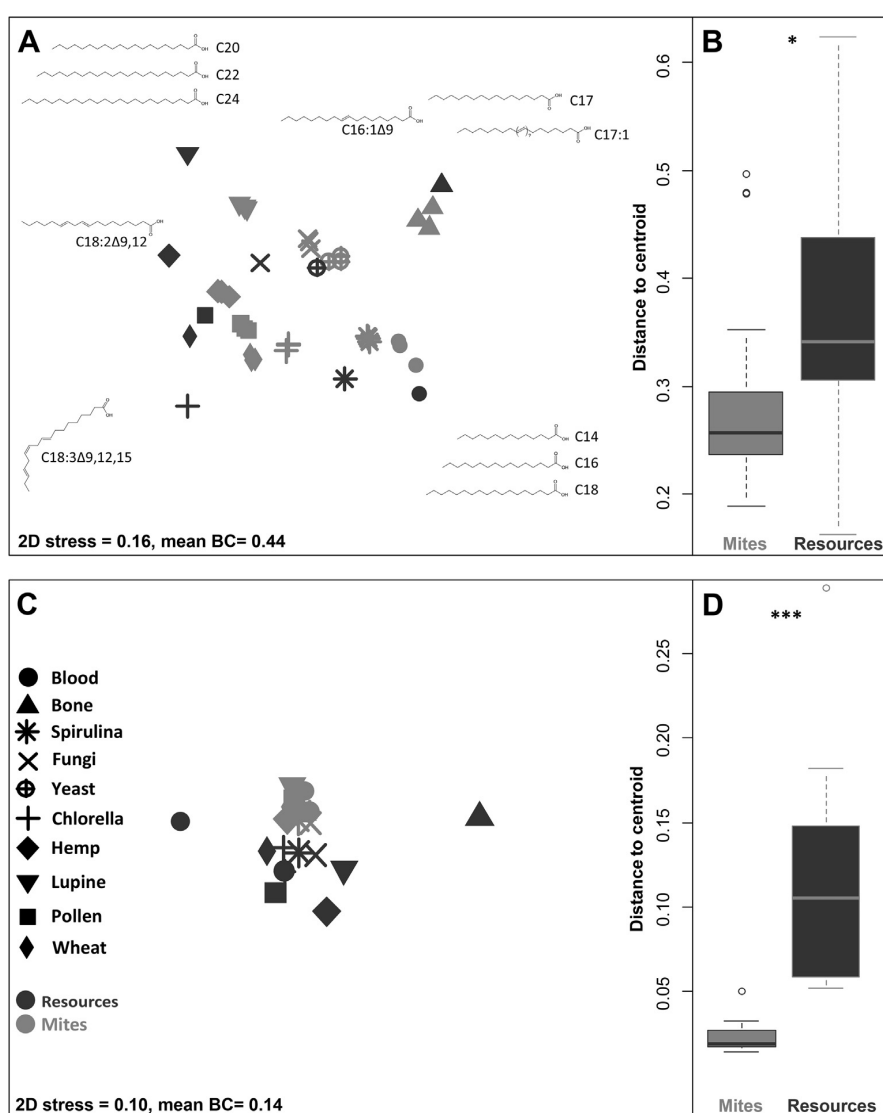 A
C20
C22
C24
C16:1Δ9
C17
C17:1
C18:2Δ9,12
C18:3Δ9,12,15
C14
C16
C18
2D stress = 0.16, mean BC= 0.44
B
*
Distance to centroid
0.6
0.5
0.4
0.3
0.2
Mites Resources
C
Blood
Bone
Spirulina
Fungi
Yeast
Chlorella
Hemp
Lupine
Pollen
Wheat
Resources
Mites
2D stress = 0.10, mean BC= 0.14
D
***
Distance to centroid
0.25
0.20
0.15
0.10
0.05
Mites Resources